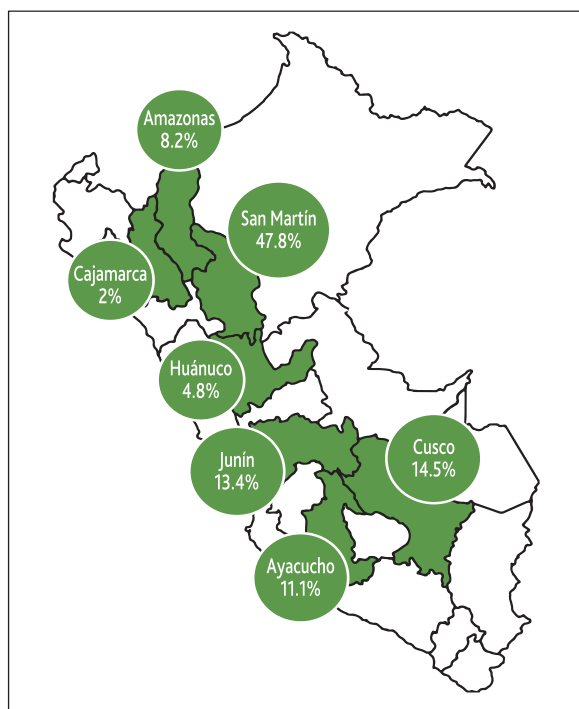 Amazonas
8.2%
San Martín
47.8%
Cajamarca
2%
Huánuco
4.8%
Junín
13.4%
Cusco
14.5%
Ayacucho
11.1%